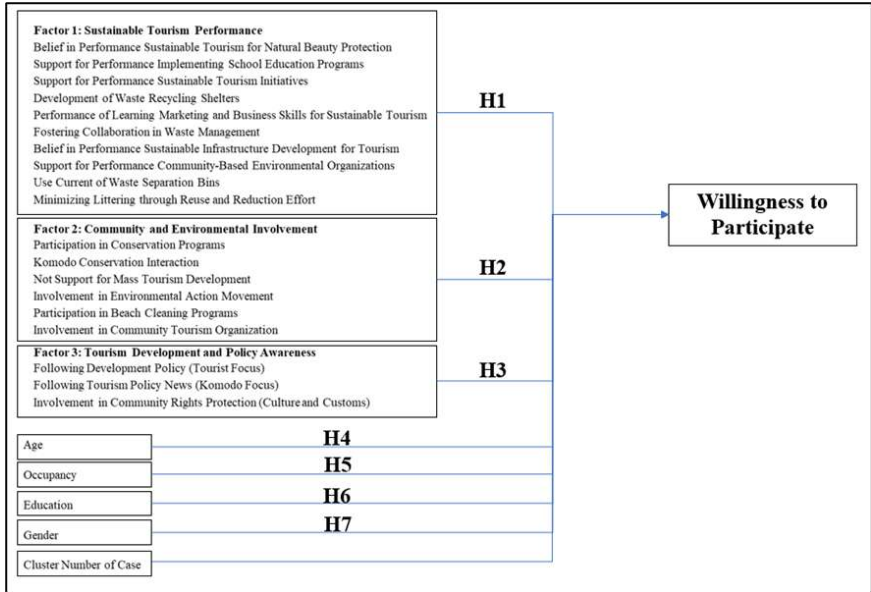 Factor 1: Sustainable Tourism Performance
Belief in Performance Sustainable Tourism for Natural Beauty Protection
Support for Performance Implementing School Education Programs
Support for Performance Sustainable Tourism Initiatives
Development of Waste Recycling Shelters
Performance of Learning Marketing and Business Skills for Sustainable Tourism
Fostering Collaboration in Waste Management
Belief in Performance Sustainable Infrastructure Development for Tourism
Support for Performance Community-Based Environmental Organizations
Use Current of Waste Separation Bins
Minimizing Littering through Reuse and Reduction Effort
H1
Factor 2: Community and Environmental Involvement
Participation in Conservation Programs
Komodo Conservation Interaction
Not Support for Mass Tourism Development
Involvement in Environmental Action Movement
Participation in Beach Cleaning Programs
Involvement in Community Tourism Organization
H2
Factor 3: Tourism Development and Policy Awareness
Following Development Policy (Tourist Focus)
Following Tourism Policy News (Komodo Focus)
Involvement in Community Rights Protection (Culture and Customs)
H3
Age
H4
Occupancy
H5
Education
H6
Gender
H7
Cluster Number of Case
Willingness to
Participate